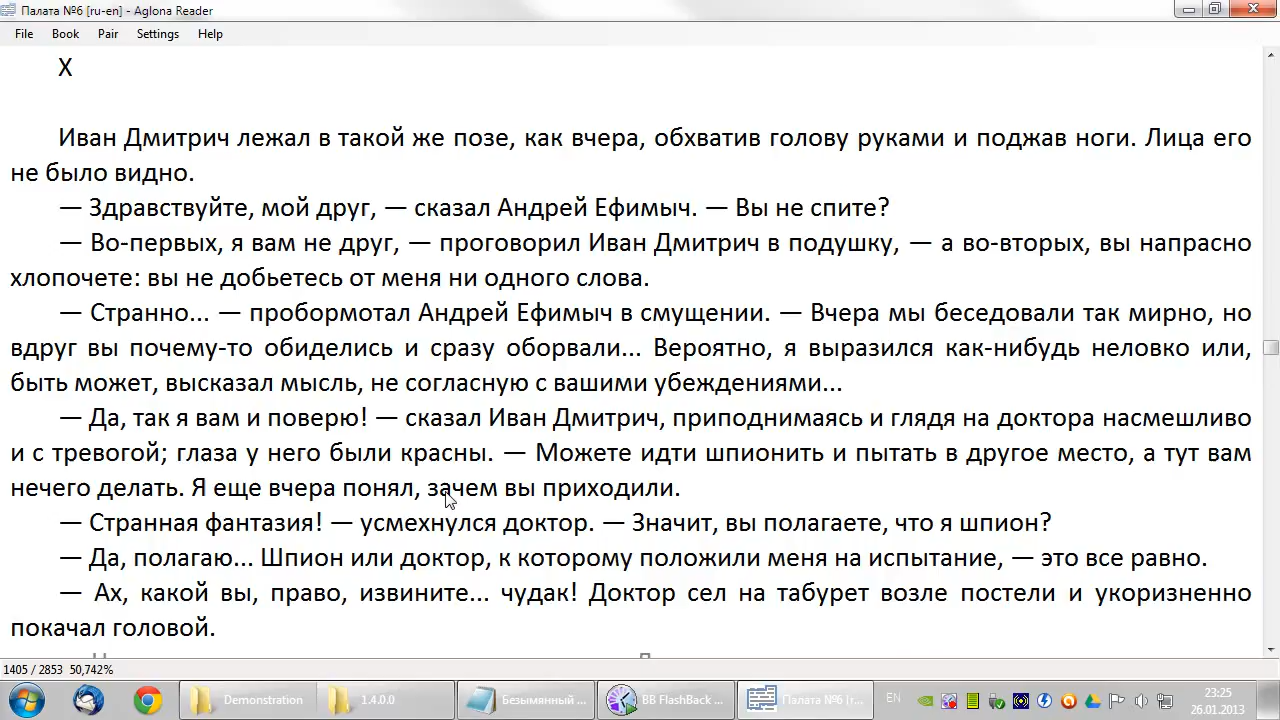 Палата №6 [ru-en] - Aglona Reader
File Book Pair Settings Help
X
Иван Дмитрич лежал в такой же позе, как вчера, обхватив голову руками и поджав ноги. Лица его
не было видно.
— Здравствуйте, мой друг, — сказал Андрей Ефимыч. — Вы не спите?
— Во-первых, я вам не друг, — проговорил Иван Дмитрич в подушку, — а во-вторых, вы напрасно
хлопочете: вы не добьетесь от меня ни одного слова.
— Странно... — пробормотал Андрей Ефимыч в смущении. — Вчера мы беседовали так мирно, но
вдруг вы почему-то обиделись и сразу оборвали... Вероятно, я выразился как-нибудь неловко или,
быть может, высказал мысль, не согласную с вашими убеждениями...
— Да, так я вам и поверю! — сказал Иван Дмитрич, приподнимаясь и глядя на доктора насмешливо
и с тревогой; глаза у него были красны. — Можете идти шпионить и пытать в другое место, а тут вам
нечего делать. Я еще вчера понял, зачем вы приходили.
— Странная фантазия! — усмехнулся доктор. — Значит, вы полагаете, что я шпион?
— Да, полагаю... Шпион или доктор, к которому положили меня на испытание, — это все равно.
— Ах, какой вы, право, извините... чудак! Доктор сел на табурет возле постели и укоризненно
покачал головой.
1405 / 2853 50,742%
Demonstration 1.4.0.0 Безымянный ... BB FlashBack ... Палата №6 [r... EN 23:25
26.01.2013